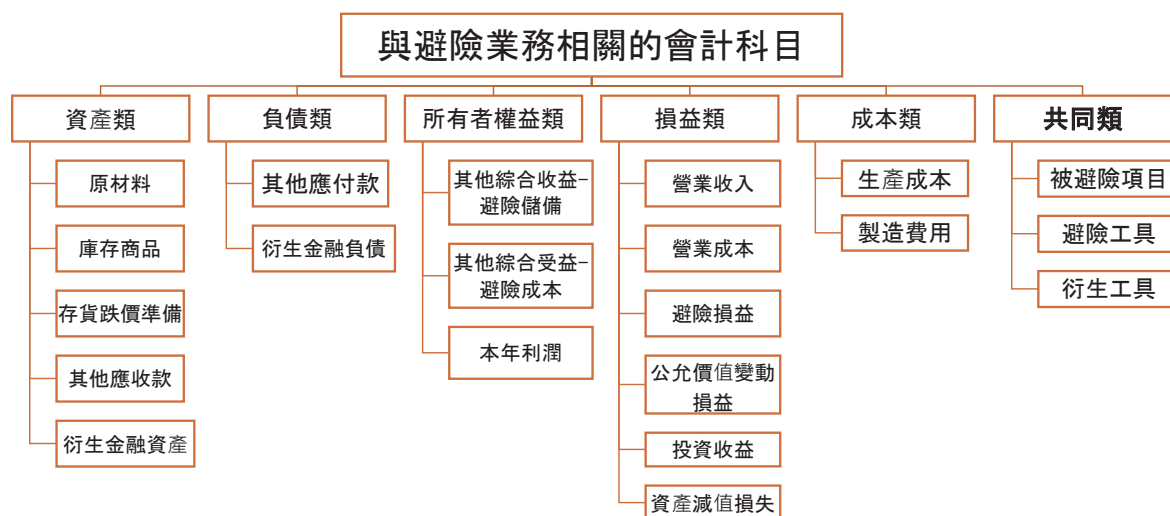 與避險業務相關的會計科目
資產類
原材料
庫存商品
存貨跌價準備
其他應收款
衍生金融資產
負債類
其他應付款
衍生金融負債
所有者權益類
其他綜合收益–
避險儲備
其他綜合受益–
避險成本
本年利潤
損益類
營業收入
營業成本
避險損益
公允價值變動
損益
投資收益
資產減值損失
成本類
生產成本
製造費用
共同類
被避險項目
避險工具
衍生工具